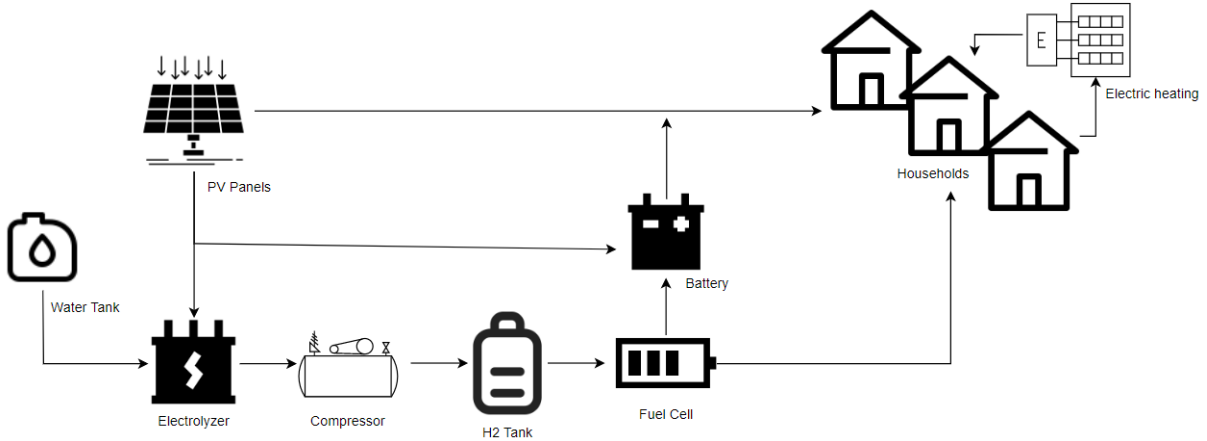 E
Electric heating
Households
PV Panels
Water Tank
Battery
Electrolyzer
Compressor
H2 Tank
Fuel Cell